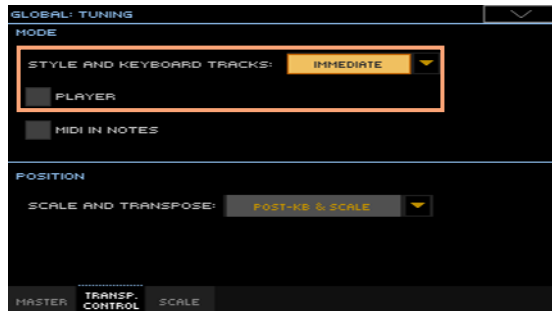 GLOBAL: TUNING
MODE
STYLE AND KEYBOARD TRACKS: IMMEDIATE
PLAYER
MIDI IN NOTES
POSITION
SCALE AND TRANSPOSE: POST-KB & SCALE
MASTER TRANSP. CONTROL SCALE